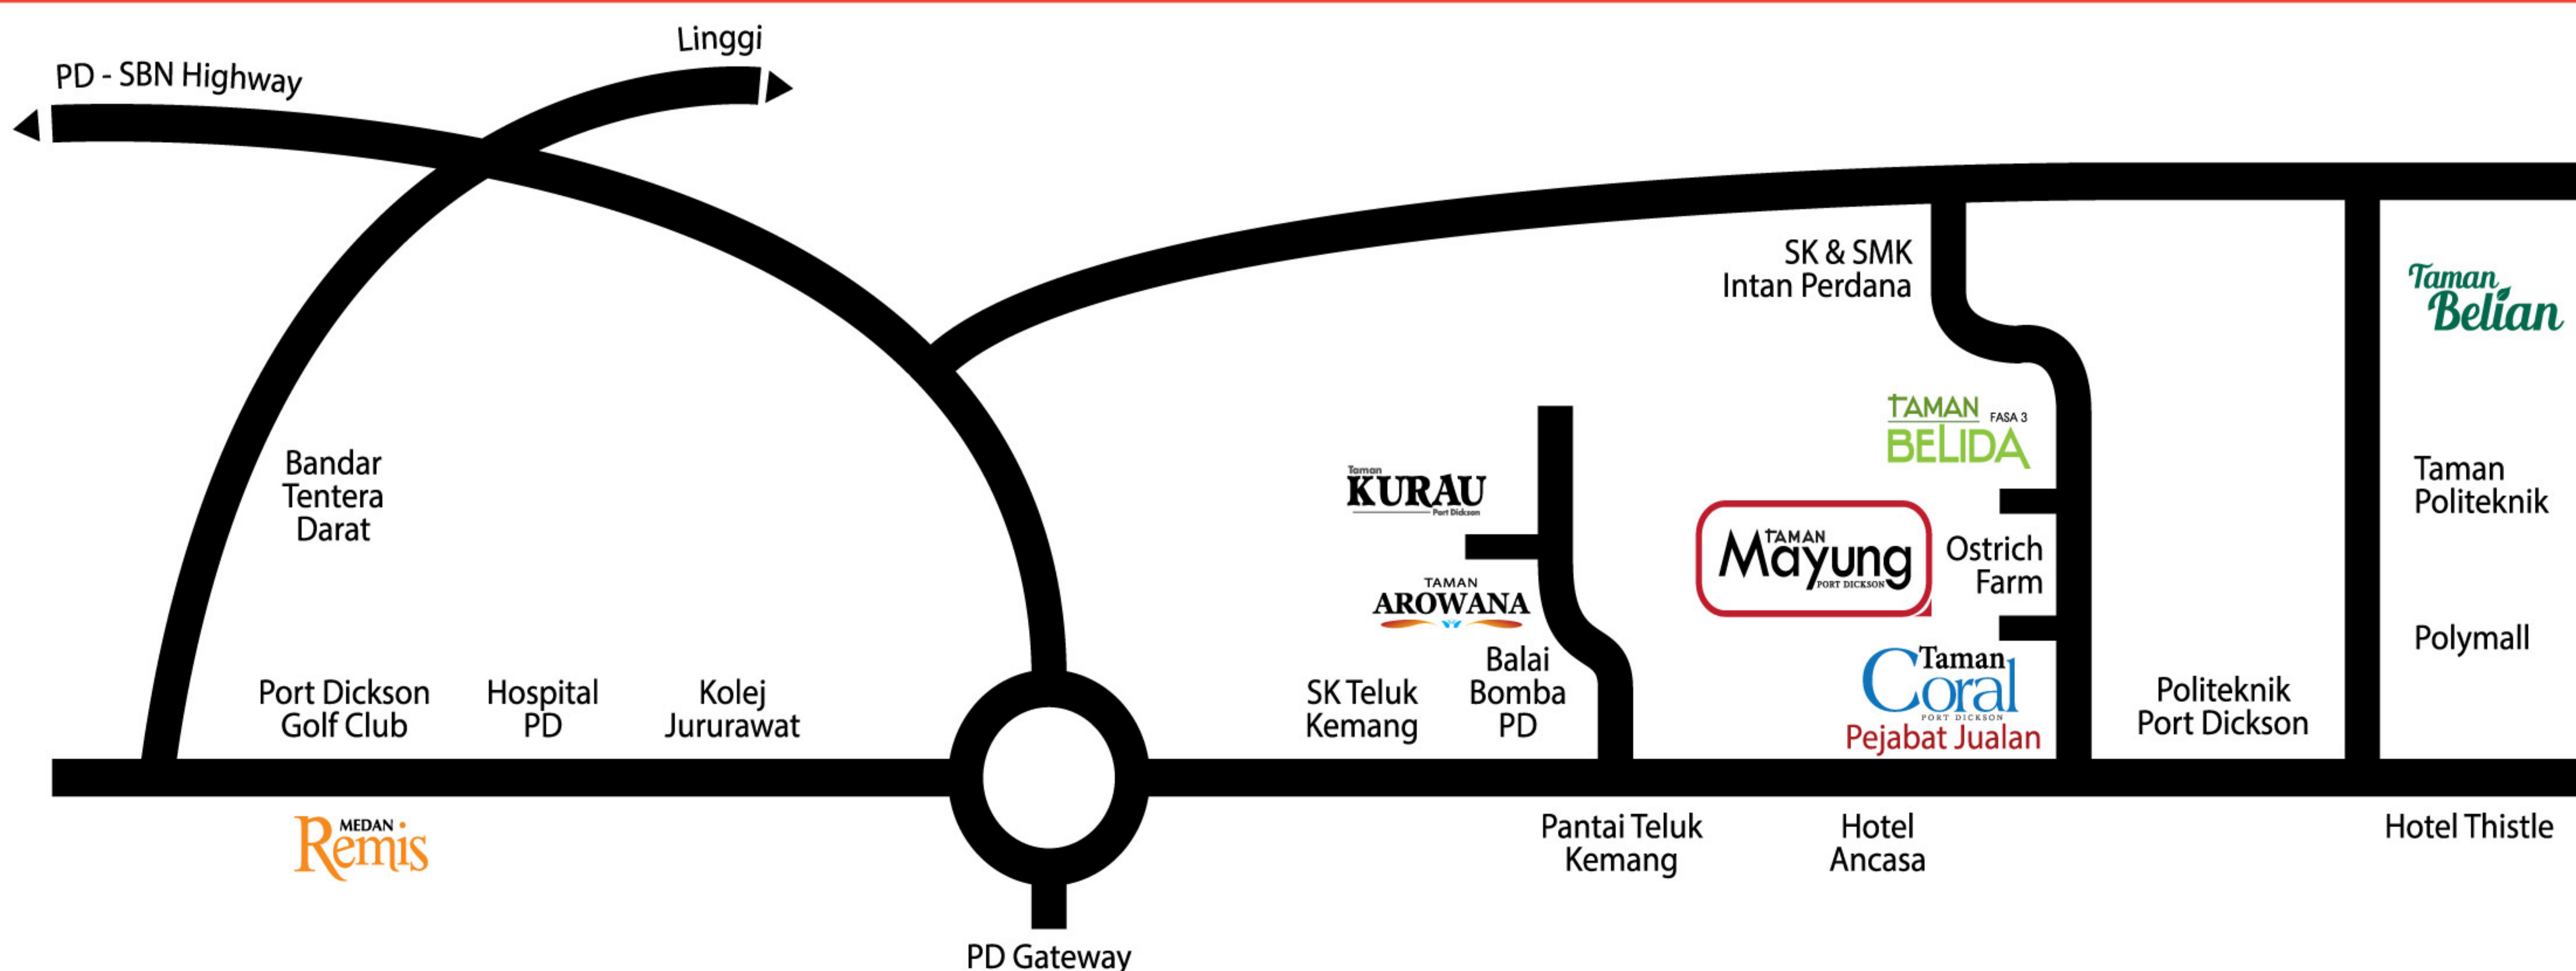 Linggi
PD - SBN Highway
SK & SMK
Intan Perdana
Taman
Belian
TAMAN
FASA 3
BELIDA
Bandar
Tentera
Darat
Taman
KURAU
Port Dickson
Taman
Politeknik
TAMAN
Mayung
PORT DICKSON
Ostrich
Farm
TAMAN
AROWANA
Polymall
Port Dickson
Golf Club
Hospital
PD
Kolej
Jururawat
SK Teluk
Kemang
Balai
Bomba
PD
Taman
Coral
PORT DICKSON
Pejabat Jualan
Politeknik
Port Dickson
MEDAN
Remis
Pantai Teluk
Kemang
Hotel
Ancasa
Hotel Thistle
PD Gateway